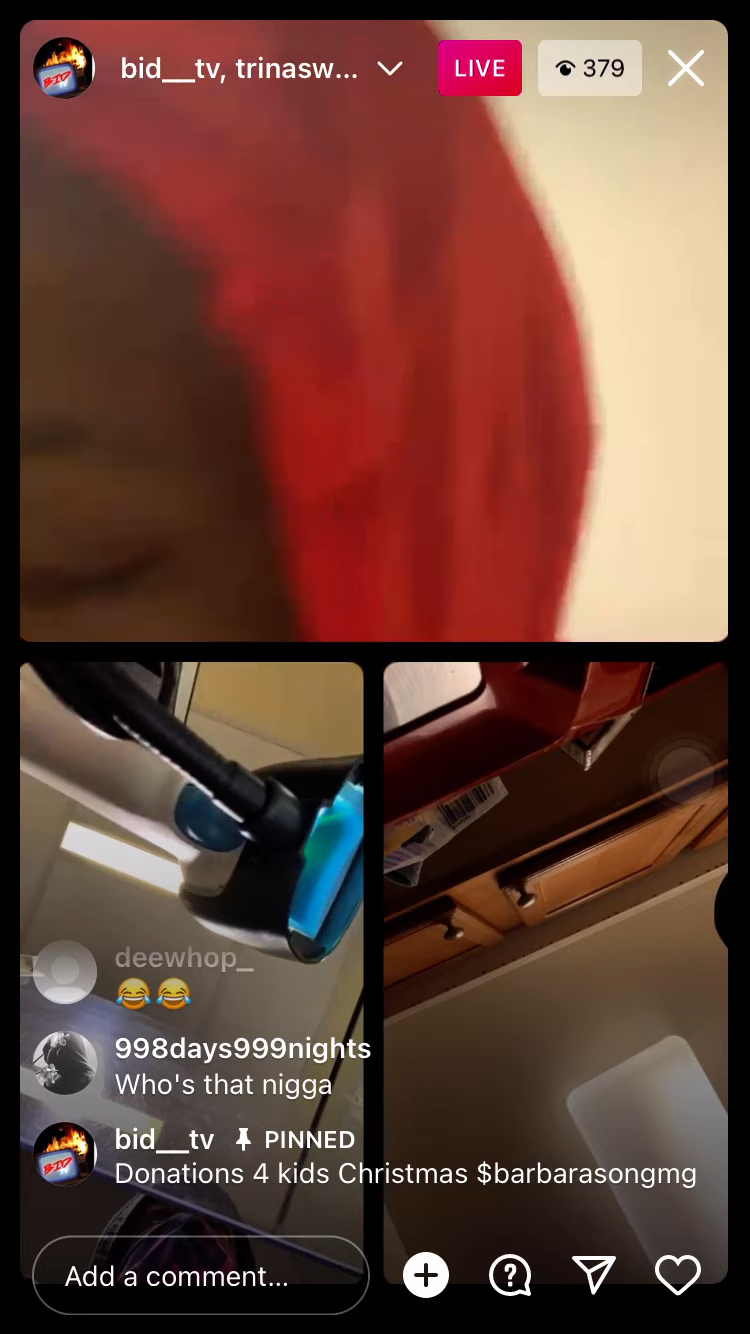 bid__tv, trinasw...
LIVE
379
deewhop_
😂😂
998days999nights
Who's that nigga
bid__tv PINNED
Donations 4 kids Christmas $barbarasongmg
Add a comment...